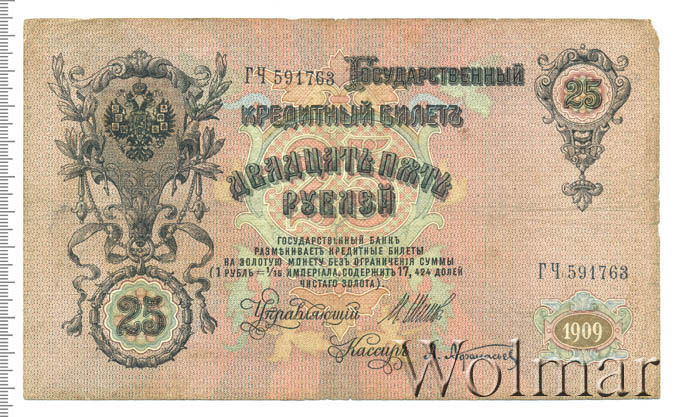 ГЧ 591763 Государственный
25
Кредитный Билетъ
Двадцать пять
рублей
ГОСУДАРСТВЕННЫЙ БАНКЪ
РАЗМѢНИВАЕТЪ КРЕДИТНЫЕ БИЛЕТЫ
НА ЗОЛОТУЮ МОНЕТУ БЕЗЪ ОГРАНИЧЕНІЯ СУММЫ
(1 РУБЛЬ = 1/15 ИМПЕРІАЛА, СОДЕРЖИТЪ 17,424 ДОЛЕЙ
ЧИСТАГО ЗОЛОТА).
ГЧ 591763
25
Управляющій
1909
Кассиръ
Wolmar